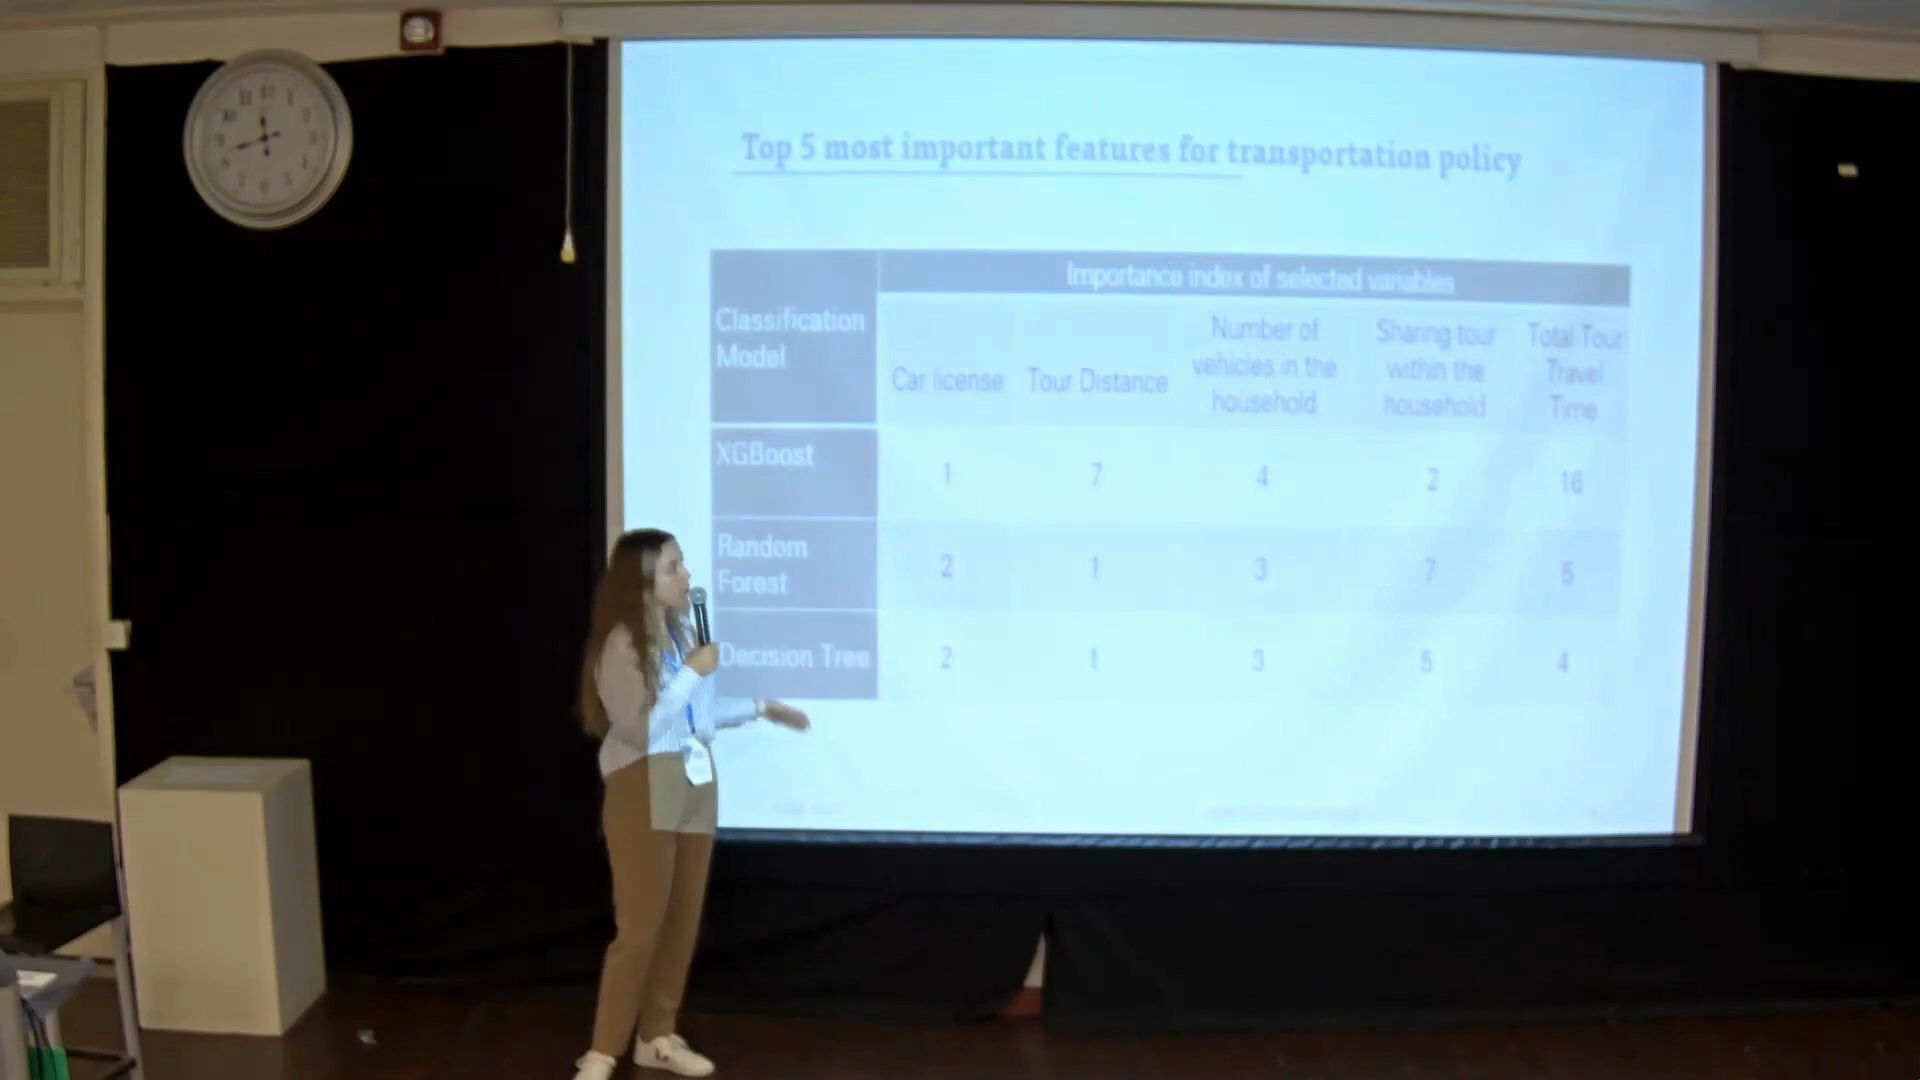 Top 5 most important features for transportation policy
Importance index of selected variables
Classification
Model
Car license
Tour Distance
Number of
vehicles in the
household
Sharing tour
within the
household
Total Tour
Travel
Time
XGBoost
1 7 4 2 16
Random
Forest
2 1 3 7
Decision Tree
2 1 3 5 4